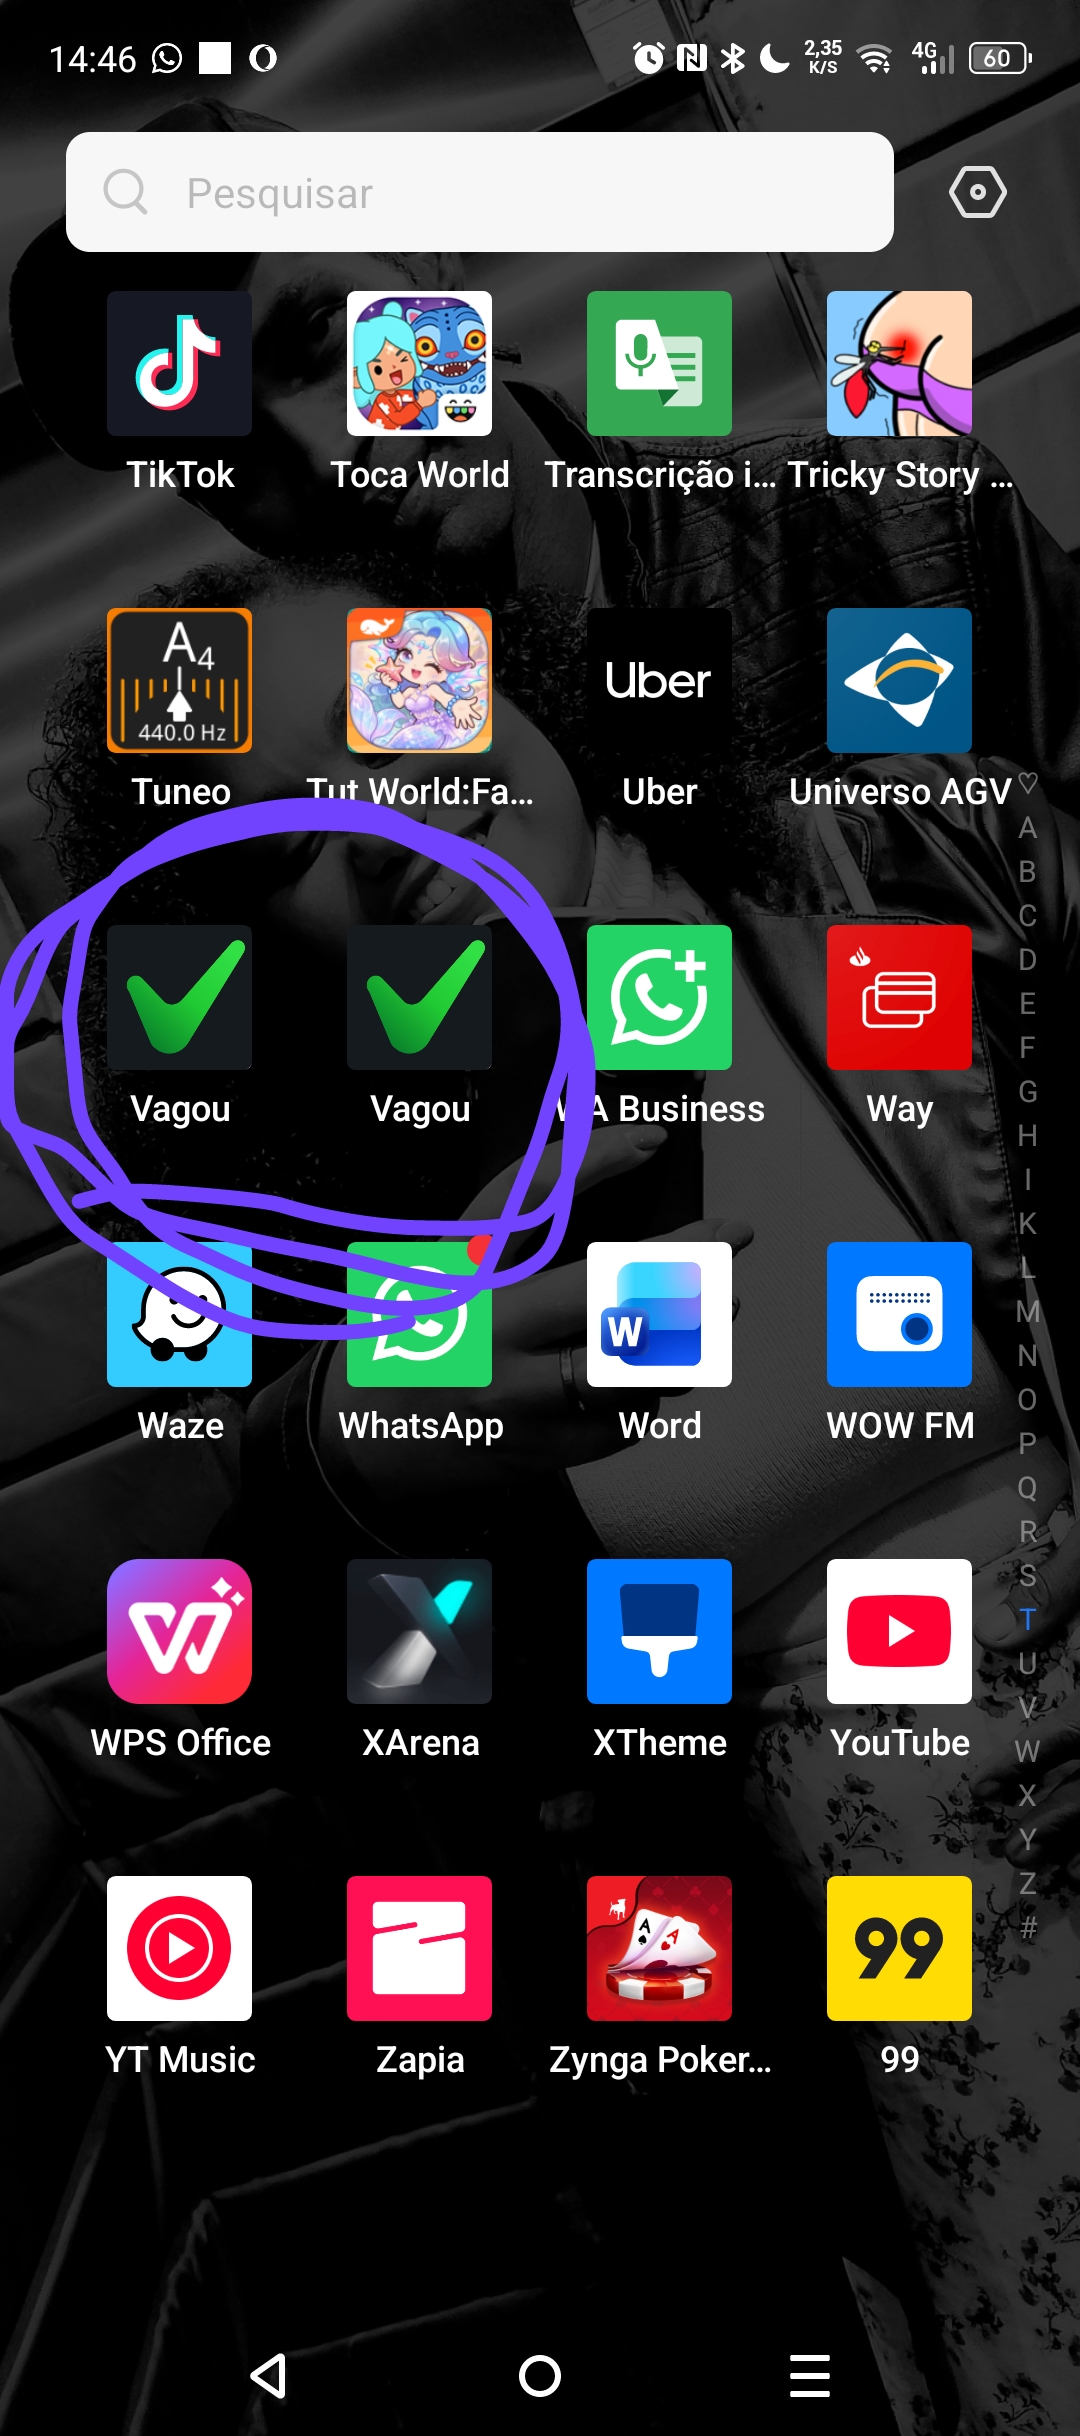 14:46 2,35 K/S 4G 60
Pesquisar
TikTok Toca World Transcrição i... Tricky Story ...
A4
440.0 Hz
Uber
Tuneo Tut World:Fa... Uber Universo AGV
A
B
C
D
E
F
G
H
I
K
L
M
N
O
P
Q
R
S
T
U
V
W
X
Y
Z
#
Vagou Vagou WA Business Way
W
Waze WhatsApp Word WOW FM
W
WPS Office XArena XTheme YouTube
A A
99
YT Music Zapia Zynga Poker... 99